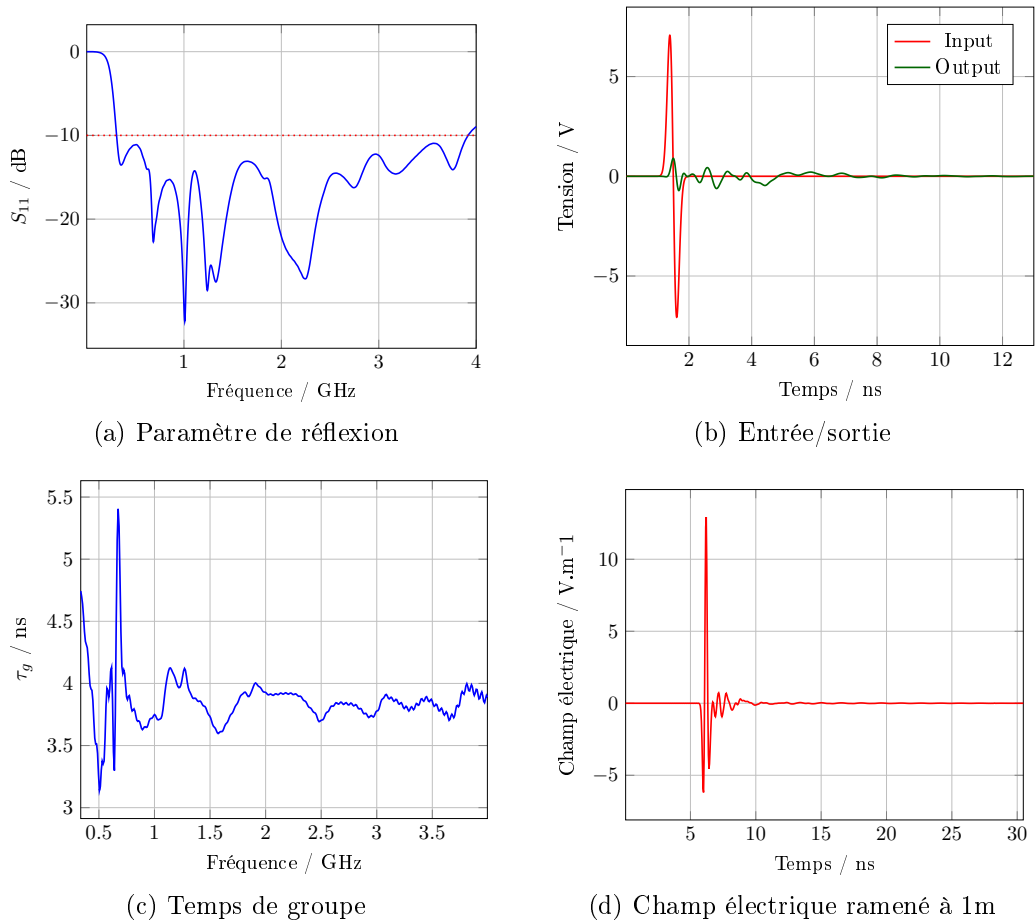 0
−10
−20
−30
1
2
3
4
S11 / dB
Fréquence / GHz
(a) Paramètre de réflexion
5
0
−5
2
4
6
8
10
12
Tension / V
Temps / ns
Input
Output
(b) Entrée/sortie
5.5
5
4.5
4
3.5
3
0.5
1
1.5
2
2.5
3
3.5
τg / ns
Fréquence / GHz
(c) Temps de groupe
10
5
0
−5
5
10
15
20
25
30
Champ électrique / V.m−1
Temps / ns
(d) Champ électrique ramené à 1m